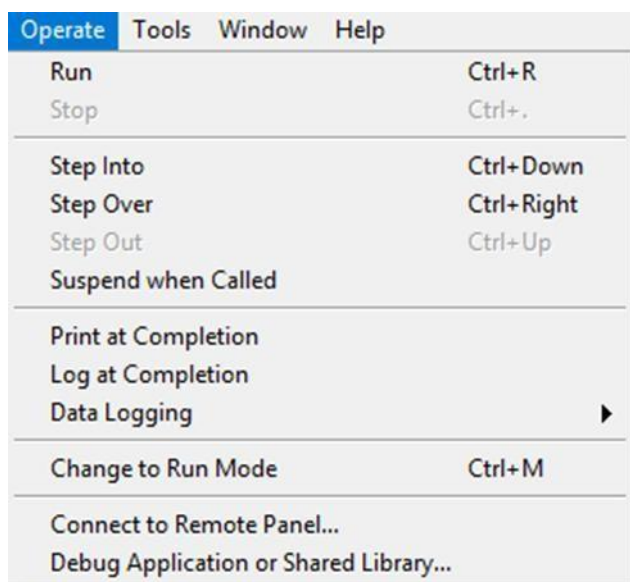 Operate Tools Window Help
Run Ctrl+R
Stop Ctrl+.
Step Into Ctrl+Down
Step Over Ctrl+Right
Step Out Ctrl+Up
Suspend when Called
Print at Completion
Log at Completion
Data Logging
Change to Run Mode Ctrl+M
Connect to Remote Panel...
Debug Application or Shared Library...